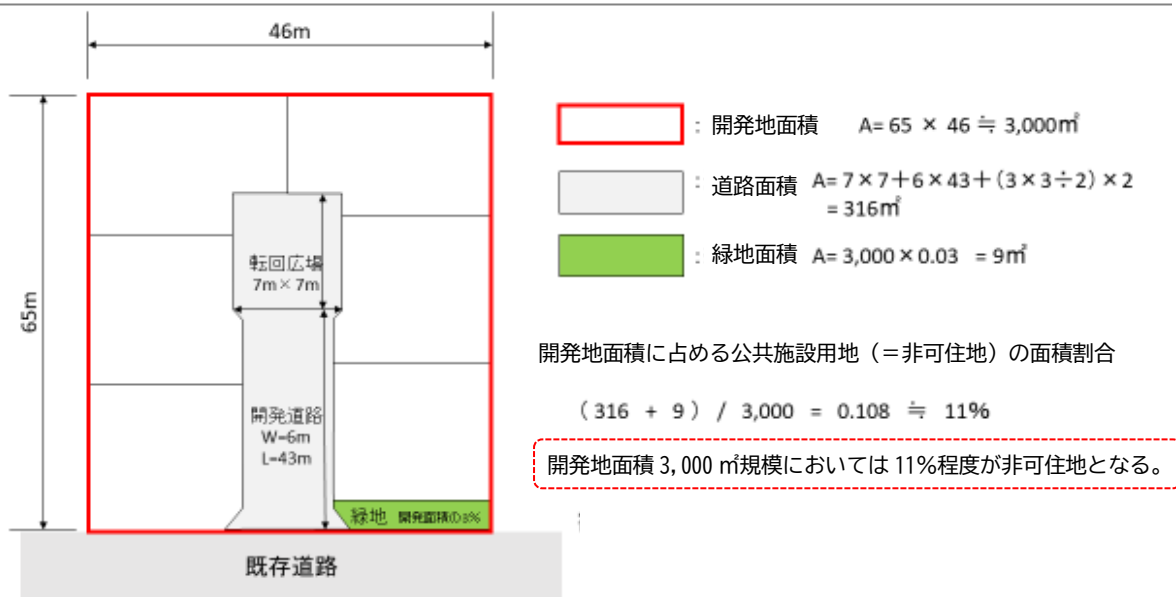 46m
65m
転回広場
7m×7m
開発道路
W=6m
L=43m
緑地 開発面積の3%
既存道路
： 開発地面積 A= 65 × 46 ≒ 3,000㎡
： 道路面積 A= 7×7+6×43+(3×3÷2)×2
= 316㎡
： 緑地面積 A= 3,000×0.03 = 9㎡
開発地面積に占める公共施設用地（＝非可住地）の面積割合
( 316 + 9 ) / 3,000 = 0.108 ≒ 11%
開発地面積 3,000 ㎡規模においては 11%程度が非可住地となる。